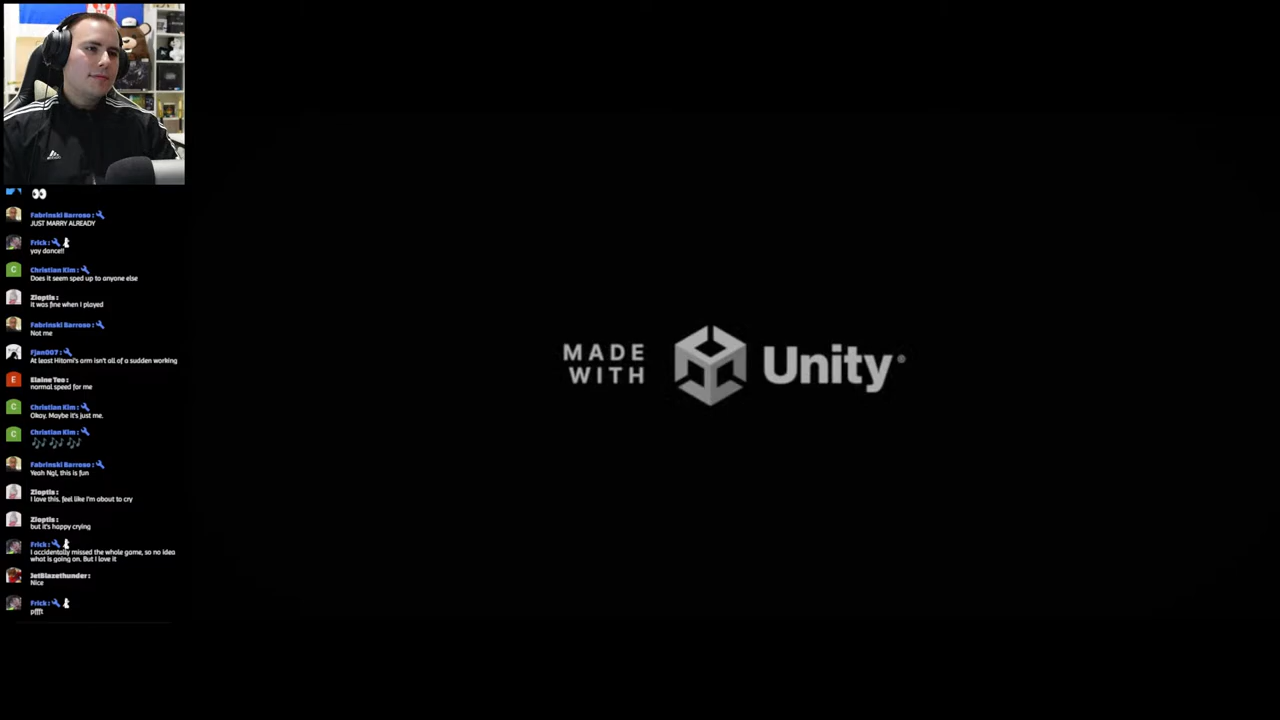 Fabrinski Barroso :
JUST MARRY ALREADY
Frick :
yay dance!!
Christian Kim :
Does it seem sped up to anyone else
Zioptis :
It was fine when I played
Fabrinski Barroso :
Not me
Fjan007 :
At least Hitomi's arm isn't all of a sudden working
Elaine Teo :
normal speed for me
Christian Kim :
Okay. Maybe it's just me.
Christian Kim :
Fabrinski Barroso :
Yeah Ngl, this is fun
Zioptis :
I love this. feel like I'm about to cry
Zioptis :
but it's happy crying
Frick :
I accidentally missed the whole game, so no idea
what is going on. But I love it
JetBlazethunder :
Nice
Frick :
pffft
MADE
WITH
Unity®